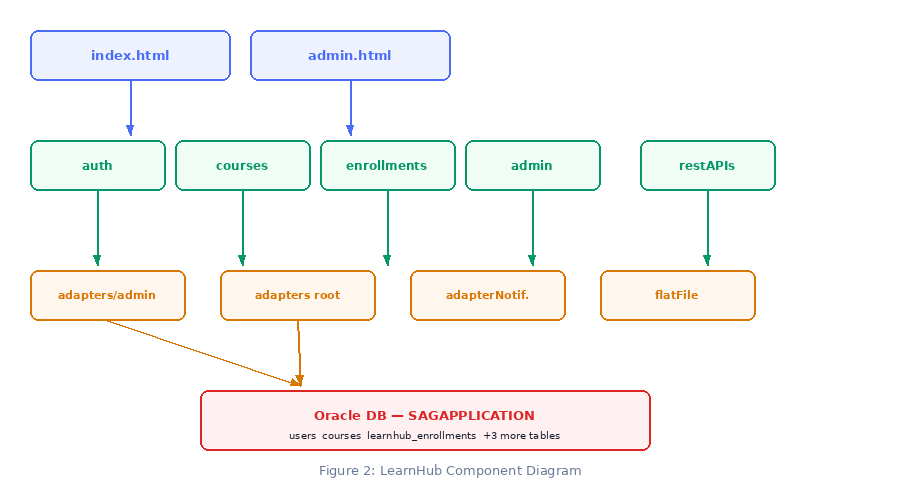 index.html
admin.html
auth
courses
enrollments
admin
restAPIs
adapters/admin
adapters root
adapterNotif.
flatFile
Oracle DB — SAGAPPLICATION
users courses learnhub_enrollments +3 more tables
Figure 2: LearnHub Component Diagram